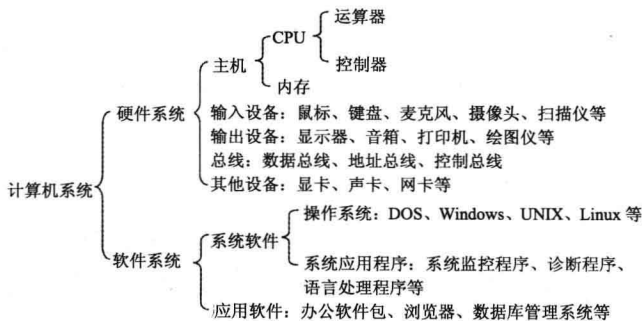 运算器
CPU
主机
控制器
内存
硬件系统
输入设备：鼠标、键盘、麦克风、摄像头、扫描仪等
输出设备：显示器、音箱、打印机、绘图仪等
总线：数据总线、地址总线、控制总线
其他设备：显卡、声卡、网卡等
计算机系统
操作系统：DOS、Windows、UNIX、Linux 等
系统软件
软件系统
系统应用程序：系统监控程序、诊断程序、
语言处理程序等
应用软件：办公软件包、浏览器、数据库管理系统等